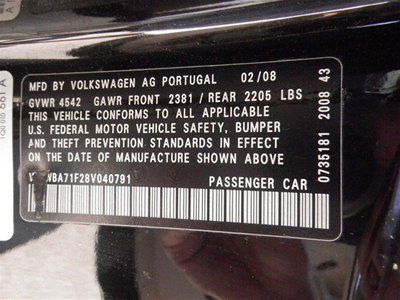 MFD BY VOLKSWAGEN AG PORTUGAL 02/08
GVWR 4542 GAWR FRONT 2381 / REAR 2205 LBS
THIS VEHICLE CONFORMS TO ALL APPLICABLE
U.S. FEDERAL MOTOR VEHICLE SAFETY, BUMPER
AND THEFT PREVENTION STANDARDS IN EFFECT
ON THE DATE OF MANUFACTURE SHOWN ABOVE.
WBA71F28V040791 PASSENGER CAR
0735181 2008 43
661 A